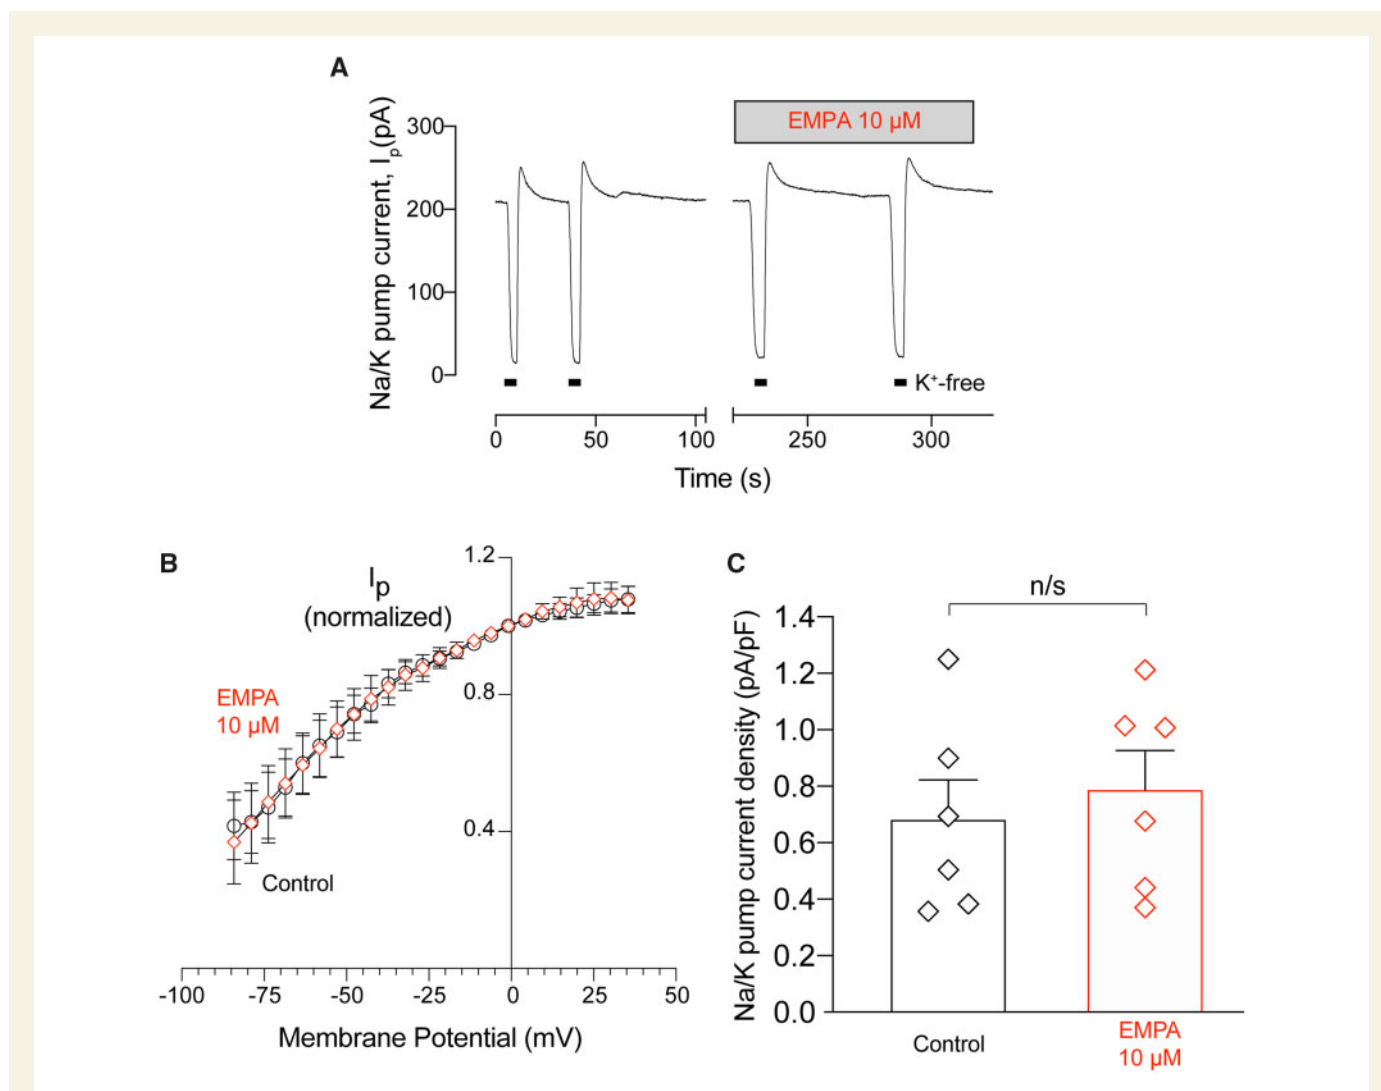 A
EMPA 10 µM
Na/K pump current, Iₚ(pA)
300
200
100
0
K⁺-free
0 50 100 250 300
Time (s)
B
Iₚ
(normalized)
1.2
0.8
0.4
EMPA
10 µM
Control
-100 -75 -50 -25 0 25 50
Membrane Potential (mV)
C
n/s
Na/K pump current density (pA/pF)
1.4
1.2
1.0
0.8
0.6
0.4
0.2
0.0
Control
EMPA
10 µM